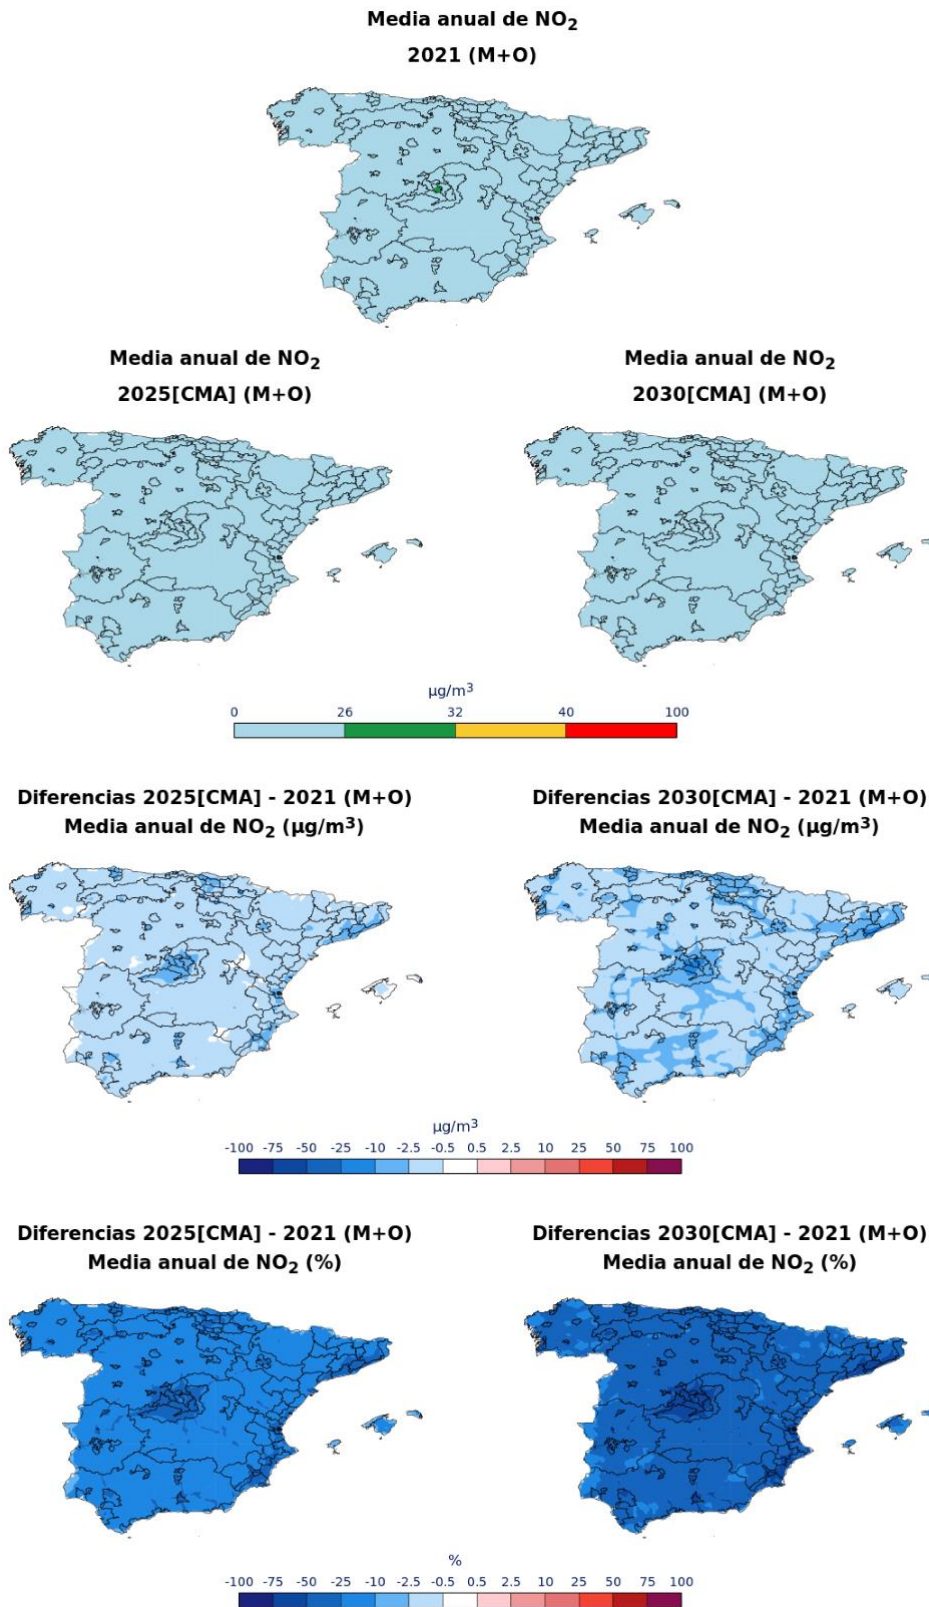 Media anual de NO2
2021 (M+O)
Media anual de NO2
2025[CMA] (M+O)
Media anual de NO2
2030[CMA] (M+O)
µg/m3
0 26 32 40 100
Diferencias 2025[CMA] - 2021 (M+O)
Media anual de NO2 (µg/m3)
Diferencias 2030[CMA] - 2021 (M+O)
Media anual de NO2 (µg/m3)
µg/m3
-100 -75 -50 -25 -10 -2.5 -0.5 0.5 2.5 10 25 50 75 100
Diferencias 2025[CMA] - 2021 (M+O)
Media anual de NO2 (%)
Diferencias 2030[CMA] - 2021 (M+O)
Media anual de NO2 (%)
%
-100 -75 -50 -25 -10 -2.5 -0.5 0.5 2.5 10 25 50 75 100